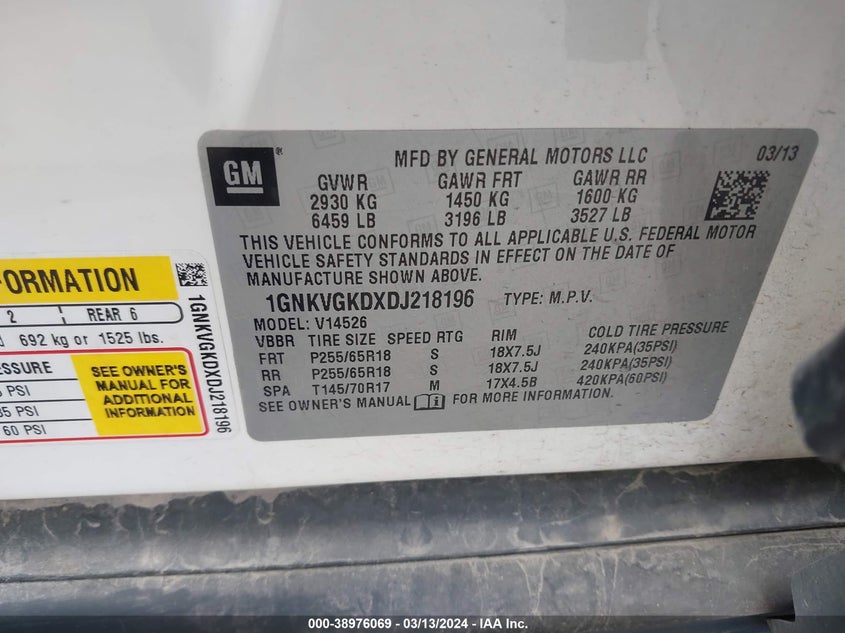 GM ®
MFD BY GENERAL MOTORS LLC 03/13
GVWR GAWR FRT GAWR RR
2930 KG 1450 KG 1600 KG
6459 LB 3196 LB 3527 LB
THIS VEHICLE CONFORMS TO ALL APPLICABLE U.S. FEDERAL MOTOR
VEHICLE SAFETY STANDARDS IN EFFECT ON THE DATE OF
MANUFACTURE SHOWN ABOVE.
1GNKVGKDXDJ218196 TYPE: M.P.V.
MODEL: V14526
VBBR TIRE SIZE SPEED RTG RIM COLD TIRE PRESSURE
FRT P255/65R18 S 18X7.5J 240KPA(35PSI)
RR P255/65R18 S 18X7.5J 240KPA(35PSI)
SPA T145/70R17 M 17X4.5B 420KPA(60PSI)
SEE OWNER'S MANUAL i FOR MORE INFORMATION.
ORMATION
2 REAR 6
692 kg or 1525 lbs.
SEE OWNER'S
MANUAL FOR
ADDITIONAL
INFORMATION
PSI
35 PSI
60 PSI
1GNKVGKDXDJ218196
000-38976069 — 03/13/2024 — IAA Inc.